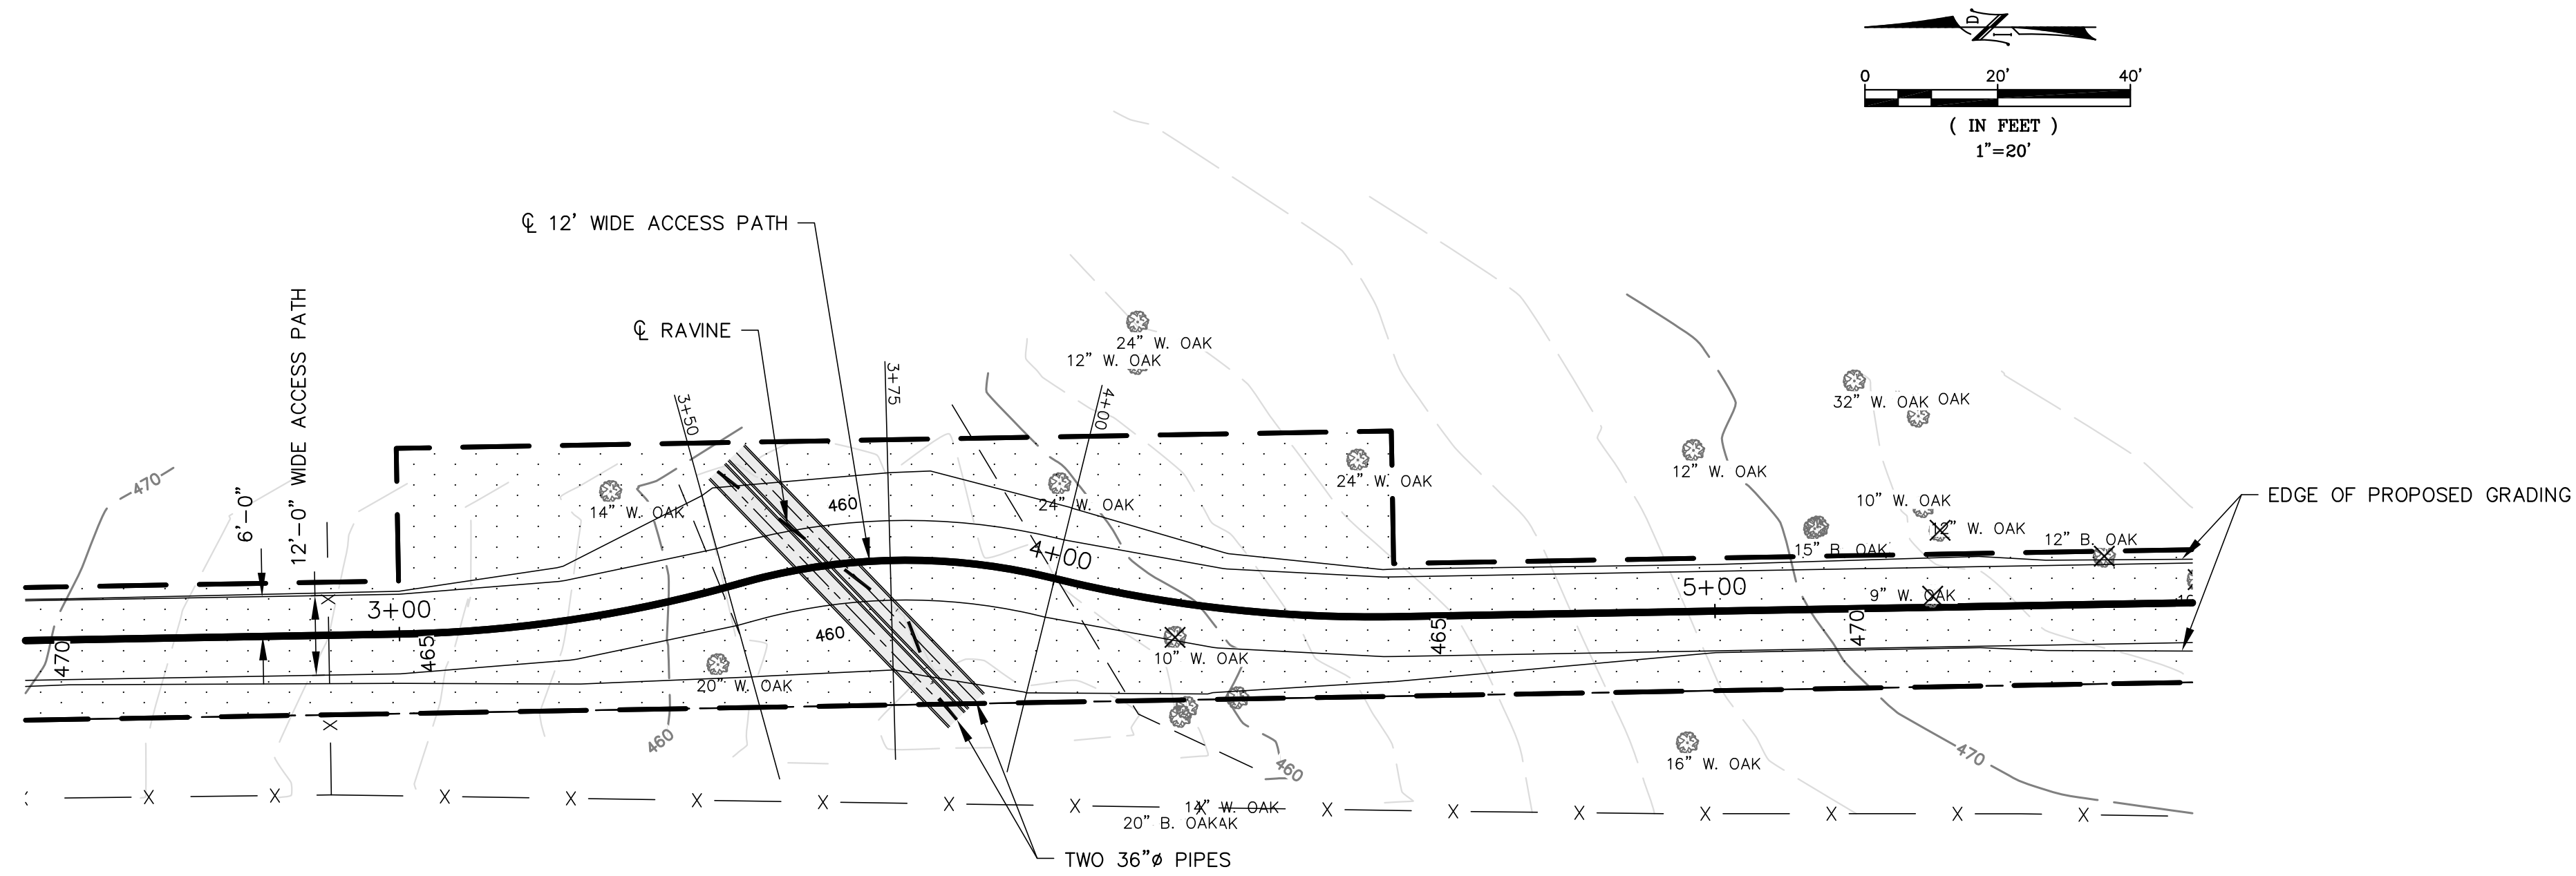 0 20' 40'
( IN FEET )
1"=20'
℄ 12' WIDE ACCESS PATH
℄ RAVINE
12'-0" WIDE ACCESS PATH
6'-0"
24" W. OAK
12" W. OAK
3+50
3+75
4+00
32" W. OAK OAK
470
14" W. OAK
460
24" W. OAK
24" W. OAK
12" W. OAK
10" W. OAK
12" W. OAK
12" B. OAK
15" B. OAK
EDGE OF PROPOSED GRADING
4+00
3+00
5+00
9" W. OAK
470
465
460
465
470
10" W. OAK
20" W. OAK
460
460
470
16" W. OAK
X X X X X X X X X X X X X X X X X X
14" W. OAK
20" B. OAK
TWO 36"ø PIPES